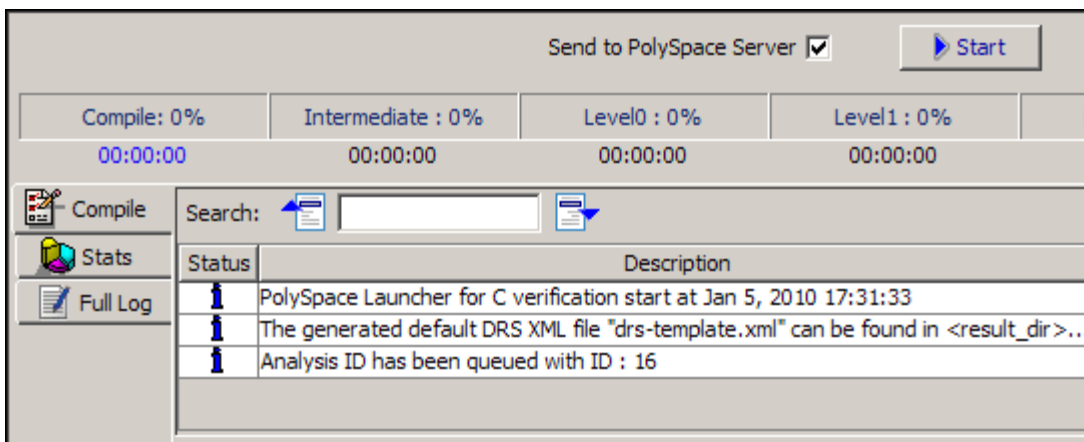 Send to PolySpace Server Start
Compile: 0% Intermediate : 0% Level0 : 0% Level1 : 0%
00:00:00 00:00:00 00:00:00 00:00:00
Compile Search:
Stats Status Description
PolySpace Launcher for C verification start at Jan 5, 2010 17:31:33
Full Log
The generated default DRS XML file "drs-template.xml" can be found in <result_dir>...
Analysis ID has been queued with ID : 16